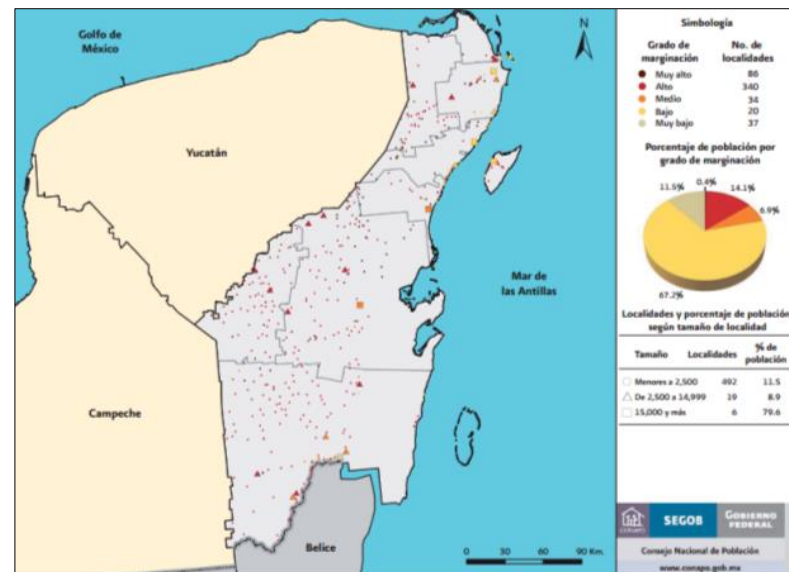 Golfo de
México
N
Yucatán
Mar de
las Antillas
Campeche
Belice
0 30 60 90 Km.
Simbología
Grado de marginación No. de localidades
Muy alto 86
Alto 340
Medio 34
Bajo 20
Muy bajo 37
Porcentaje de población por
grado de marginación
11.5% 0.4% 14.1%
6.9%
67.2%
Localidades y porcentaje de población
según tamaño de localidad
Tamaño Localidades % de población
Menores a 2,500 492 11.5
De 2,500 a 14,999 19 8.9
15,000 y más 6 79.6
CONAPO SEGOB GOBIERNO
FEDERAL
Consejo Nacional de Población
www.conapo.gob.mx